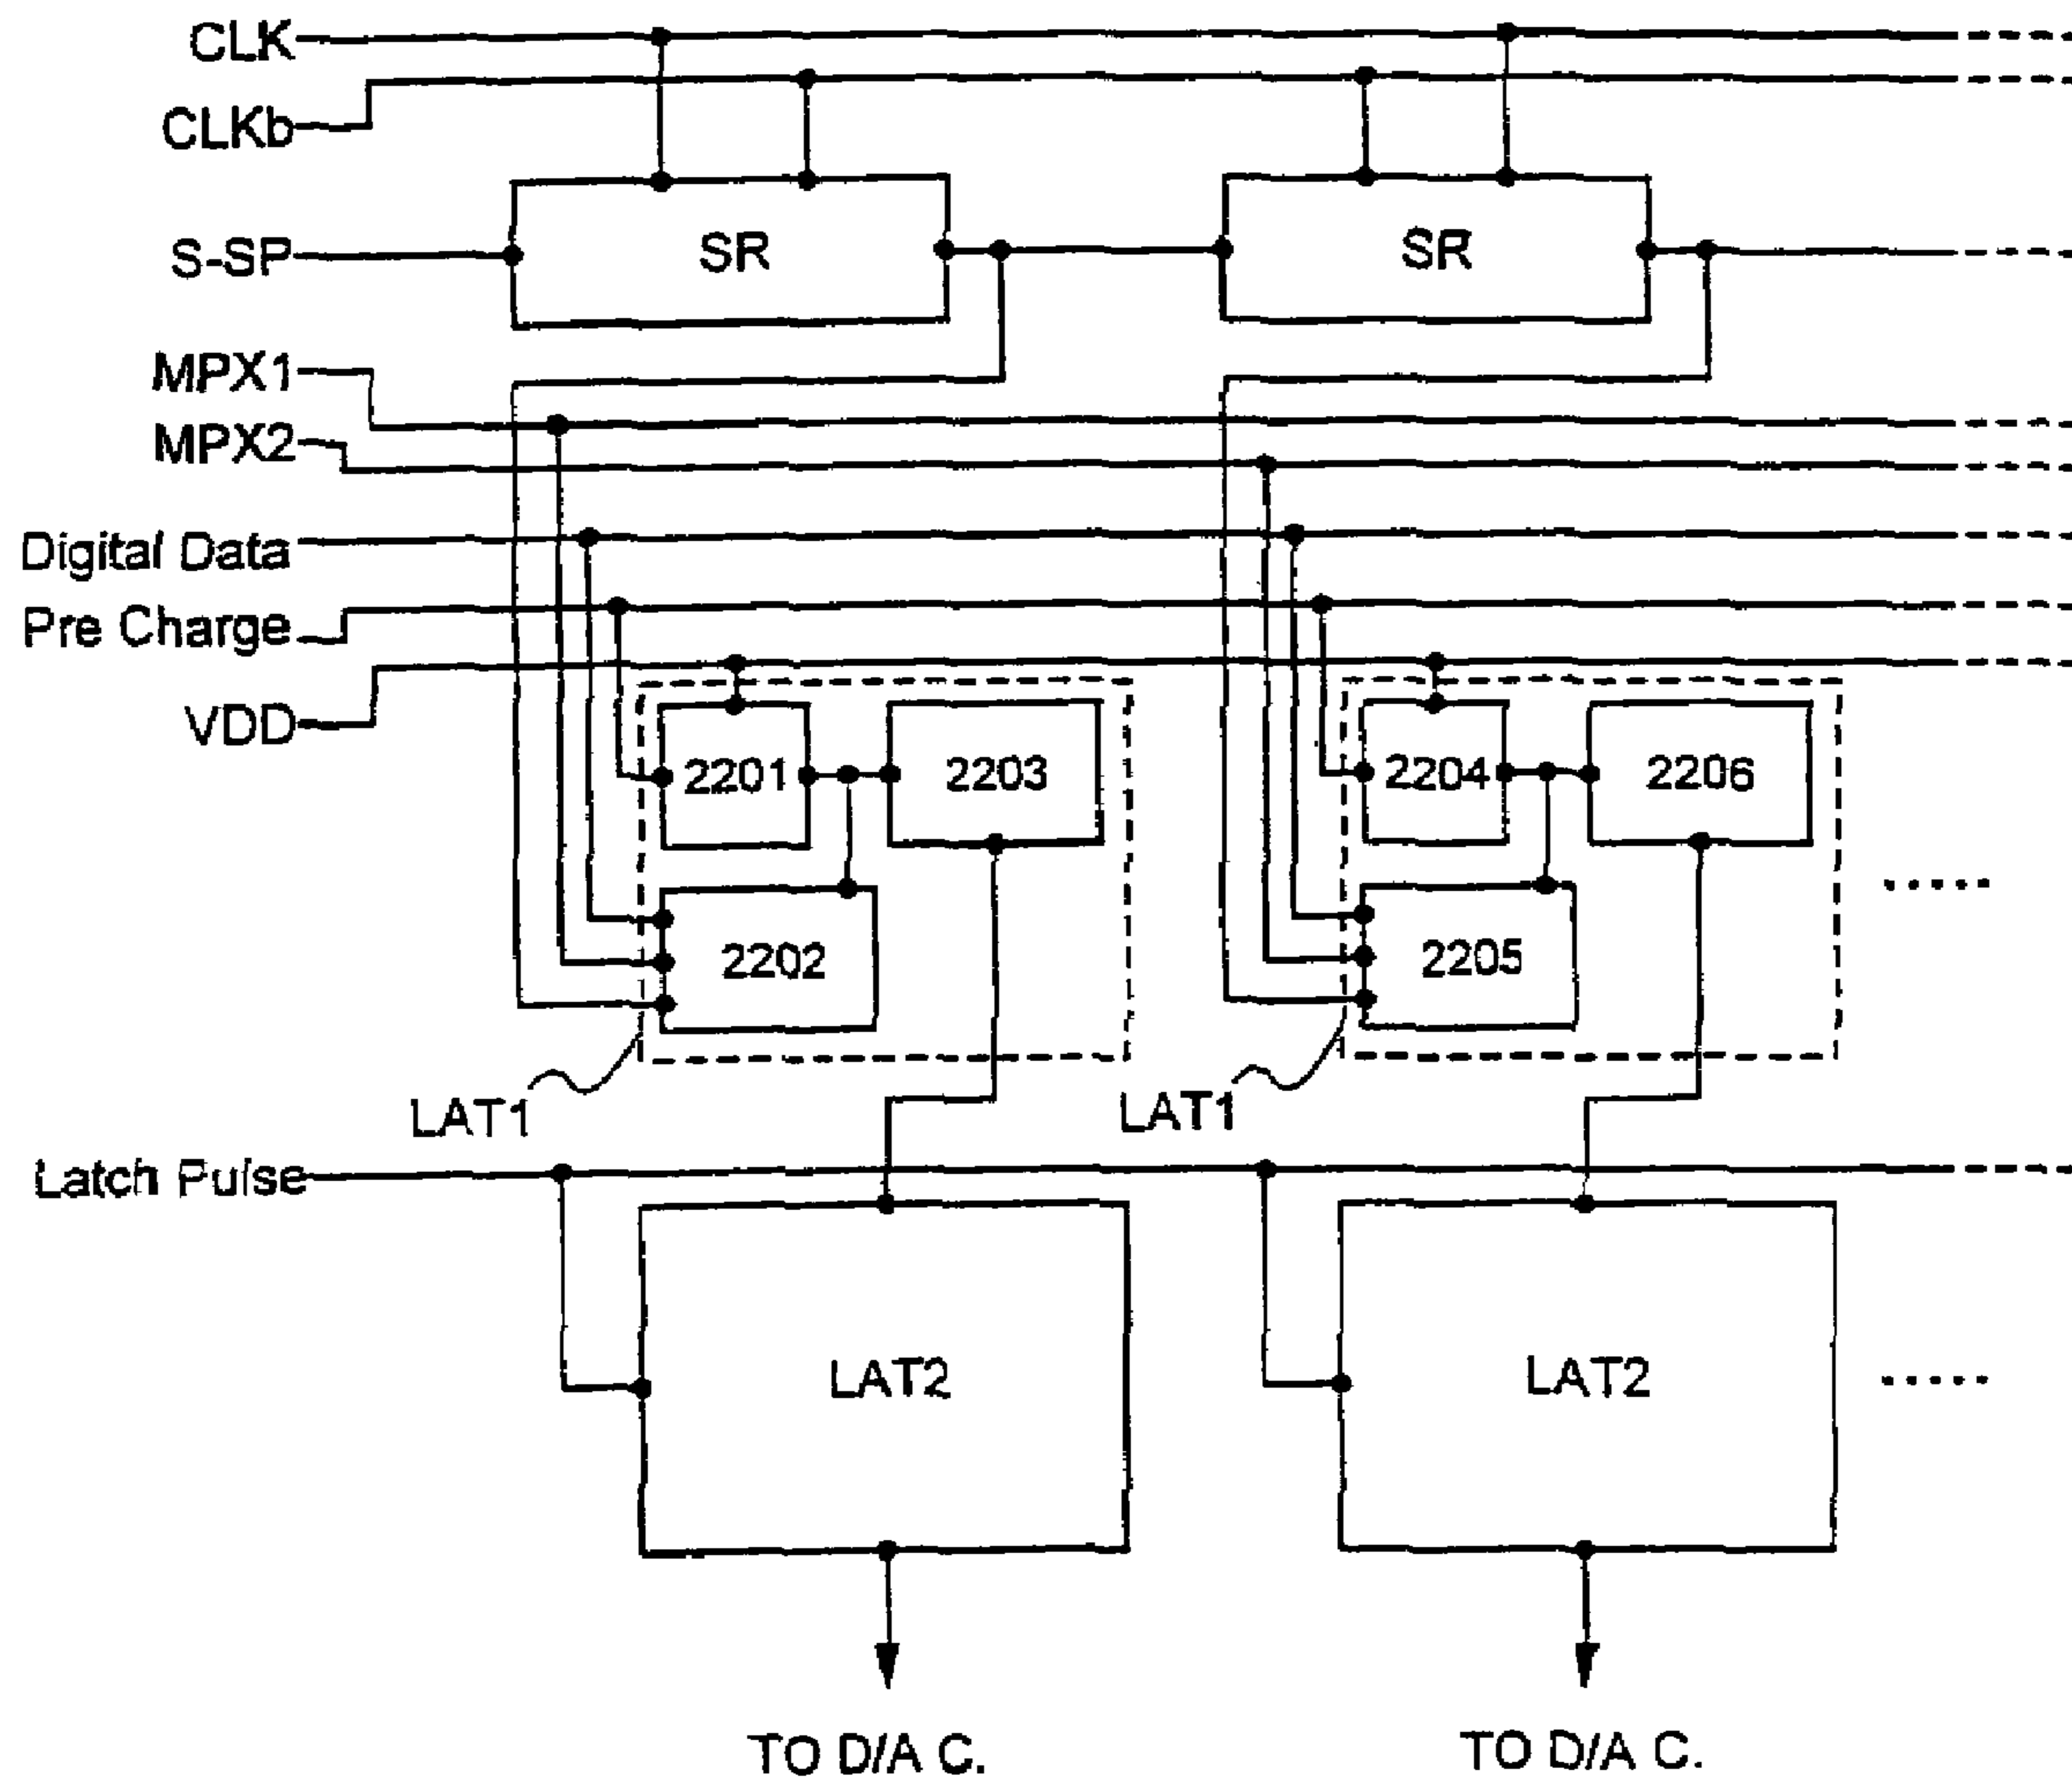 CLK
CLKb
S-SP
SR
SR
MPX1
MPX2
Digital Data
Pre Charge
VDD
2201
2203
2204
2206
2202
2205
LAT1
LAT1
Latch Pulse
LAT2
LAT2
TO D/A C.
TO D/A C.